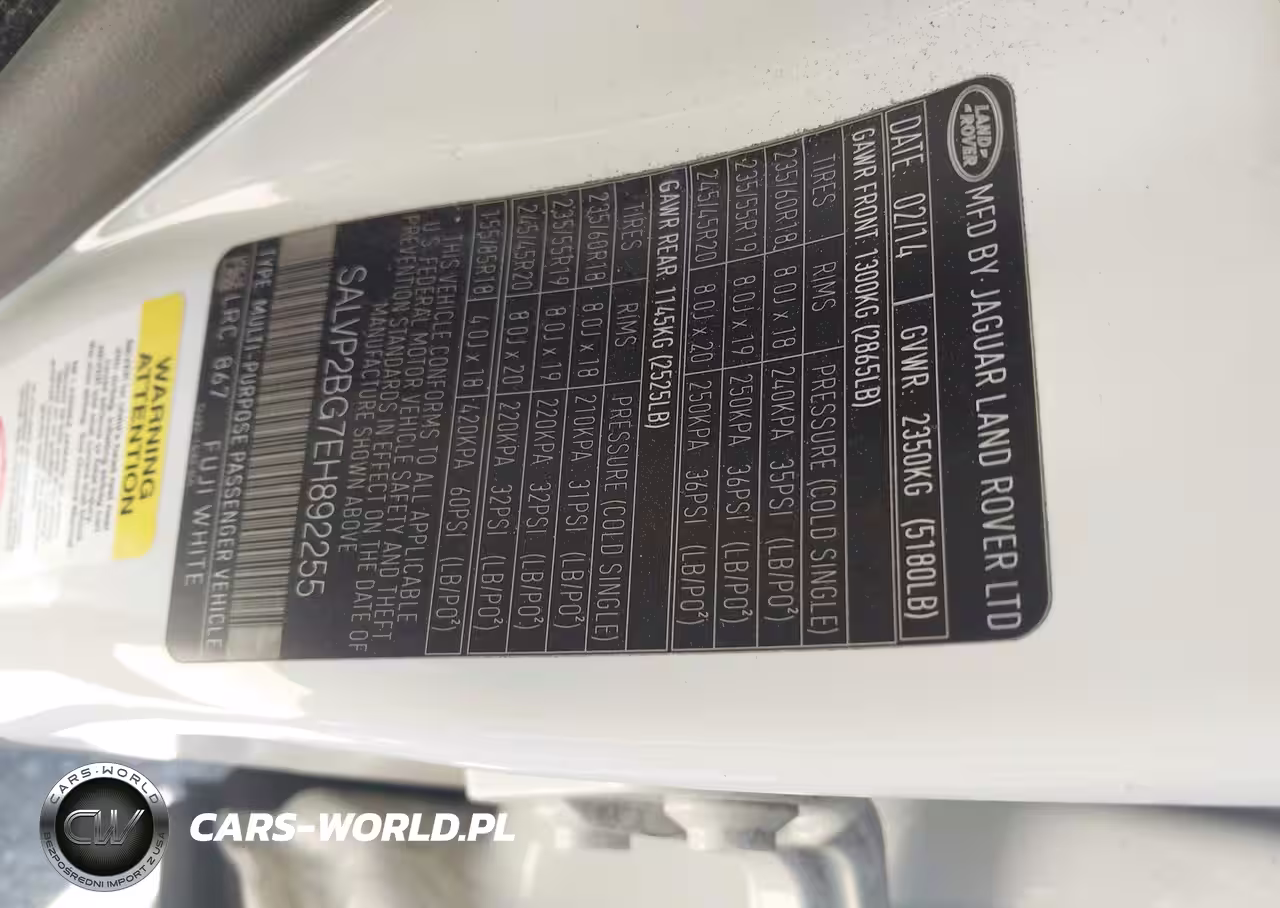 LAND ROVER
MFD BY: JAGUAR LAND ROVER LTD
DATE: 02/14 GVWR: 2350KG (5180LB)
GAWR FRONT: 1300KG (2865LB)
TIRES RIMS PRESSURE (COLD SINGLE)
235/60R18 8.0J x 18 240KPA 35PSI (LB/PO²)
235/55R19 8.0J x 19 250KPA 36PSI (LB/PO²)
245/45R20 8.0J x 20 250KPA 36PSI (LB/PO²)
GAWR REAR: 1145KG (2525LB)
TIRES RIMS PRESSURE (COLD SINGLE)
235/60R18 8.0J x 18 210KPA 31PSI (LB/PO²)
235/55R19 8.0J x 19 220KPA 32PSI (LB/PO²)
245/45R20 8.0J x 20 220KPA 32PSI (LB/PO²)
155/85R18 4.0J x 18 420KPA 60PSI (LB/PO²)
THIS VEHICLE CONFORMS TO ALL APPLICABLE
U.S. FEDERAL MOTOR VEHICLE SAFETY AND THEFT
PREVENTION STANDARDS IN EFFECT ON THE DATE OF
MANUFACTURE SHOWN ABOVE
SALVP2BG7EH892255
TYPE MULTI-PURPOSE PASSENGER VEHICLE
LRC 867 FUJI WHITE
WARNING
ATTENTION
CARS-WORLD
CW
BEZPOŚREDNI IMPORT Z USA
CARS-WORLD.PL